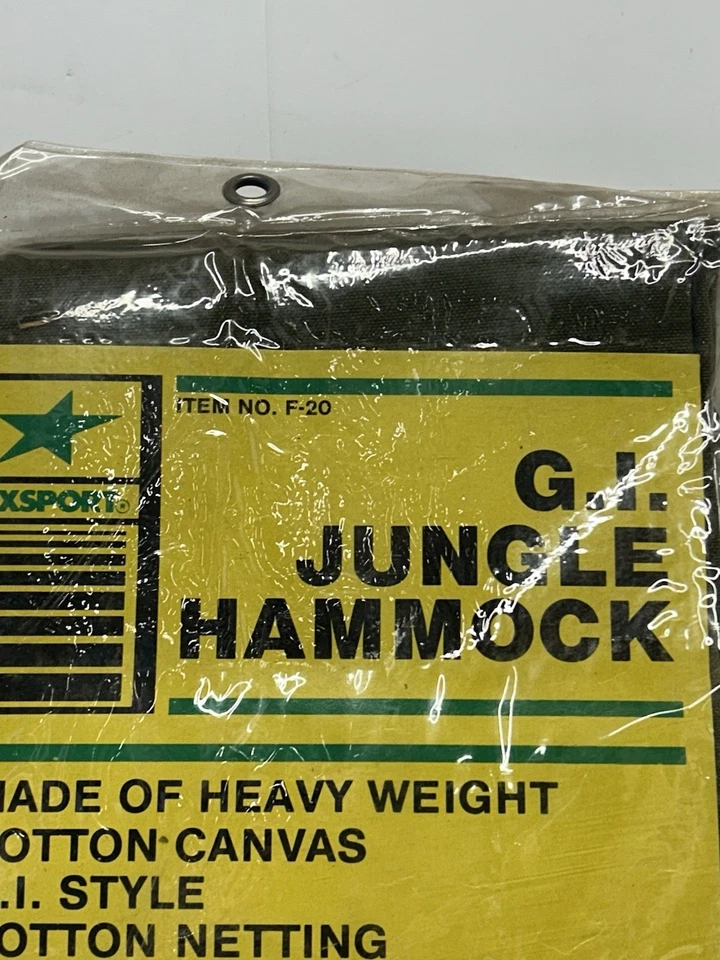 ITEM NO. F-20
XSPORT®
G.I.
JUNGLE
HAMMOCK
MADE OF HEAVY WEIGHT
OTTON CANVAS
.I. STYLE
OTTON NETTING